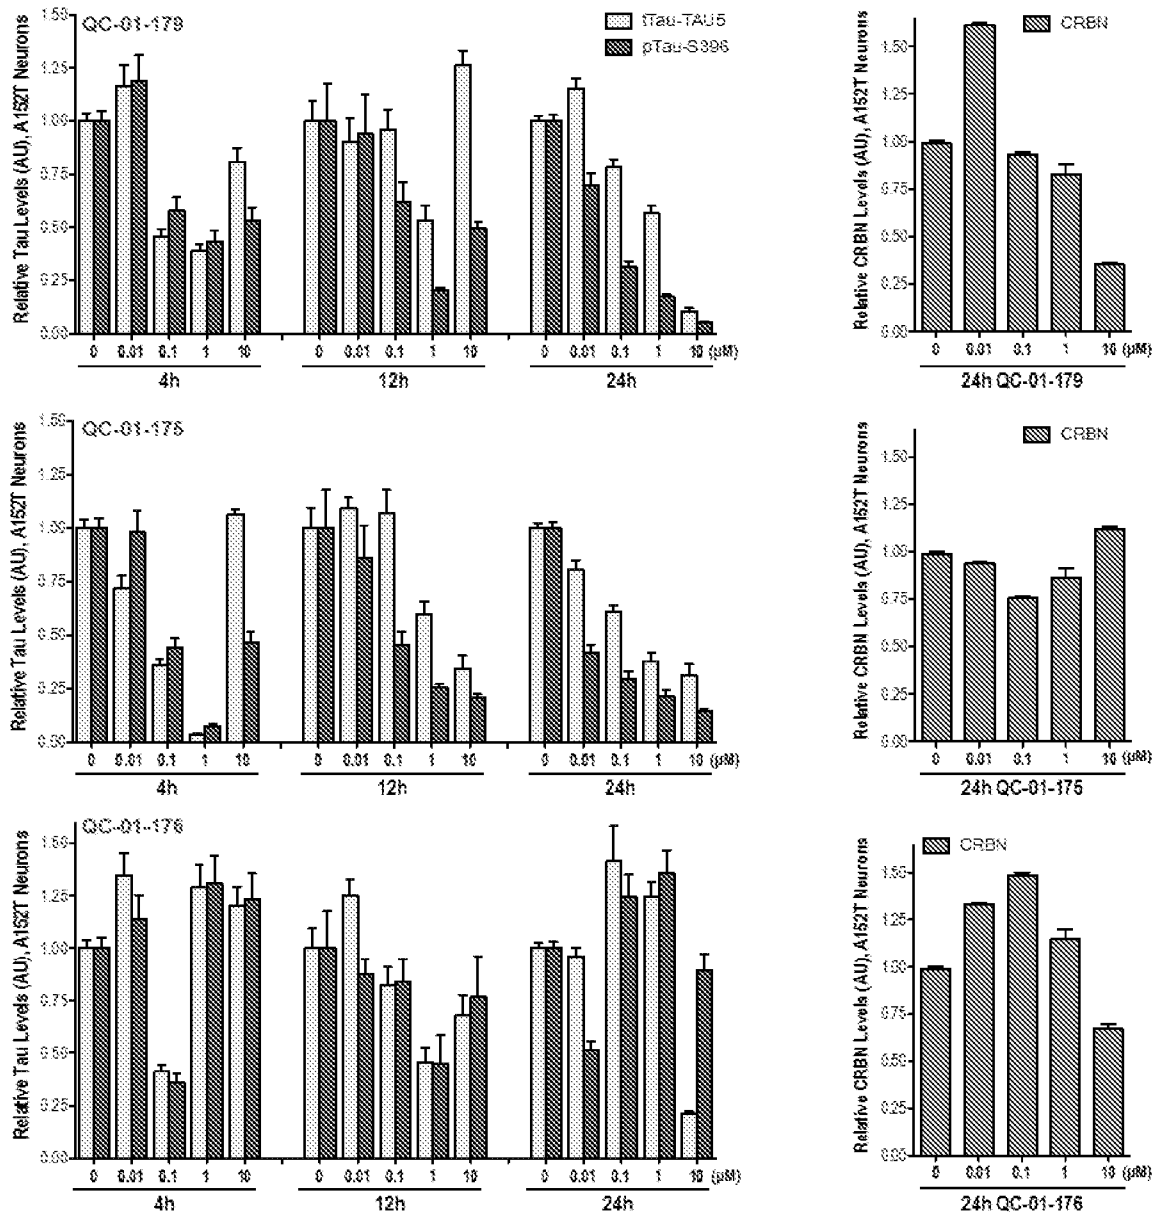 QC-01-179
tTau-TAU5
pTau-S396
Relative Tau Levels (AU), A152T Neurons
1.50
1.25
1.00
0.75
0.50
0.25
0.00
0 0.01 0.1 1 10 0 0.01 0.1 1 10 0 0.01 0.1 1 10 (µM)
4h 12h 24h
CRBN
Relative CRBN Levels (AU), A152T Neurons
1.50
1.25
1.00
0.75
0.50
0.25
0.00
0 0.01 0.1 1 10 (µM)
24h QC-01-179
QC-01-175
Relative Tau Levels (AU), A152T Neurons
1.50
1.25
1.00
0.75
0.50
0.25
0.00
0 0.01 0.1 1 10 0 0.01 0.1 1 10 0 0.01 0.1 1 10 (µM)
4h 12h 24h
CRBN
Relative CRBN Levels (AU), A152T Neurons
1.50
1.25
1.00
0.75
0.50
0.25
0.00
0 0.01 0.1 1 10 (µM)
24h QC-01-175
QC-01-176
Relative Tau Levels (AU), A152T Neurons
1.50
1.25
1.00
0.75
0.50
0.25
0.00
0 0.01 0.1 1 10 0 0.01 0.1 1 10 0 0.01 0.1 1 10 (µM)
4h 12h 24h
CRBN
Relative CRBN Levels (AU), A152T Neurons
1.50
1.25
1.00
0.75
0.50
0.25
0.00
0 0.01 0.1 1 10 (µM)
24h QC-01-176